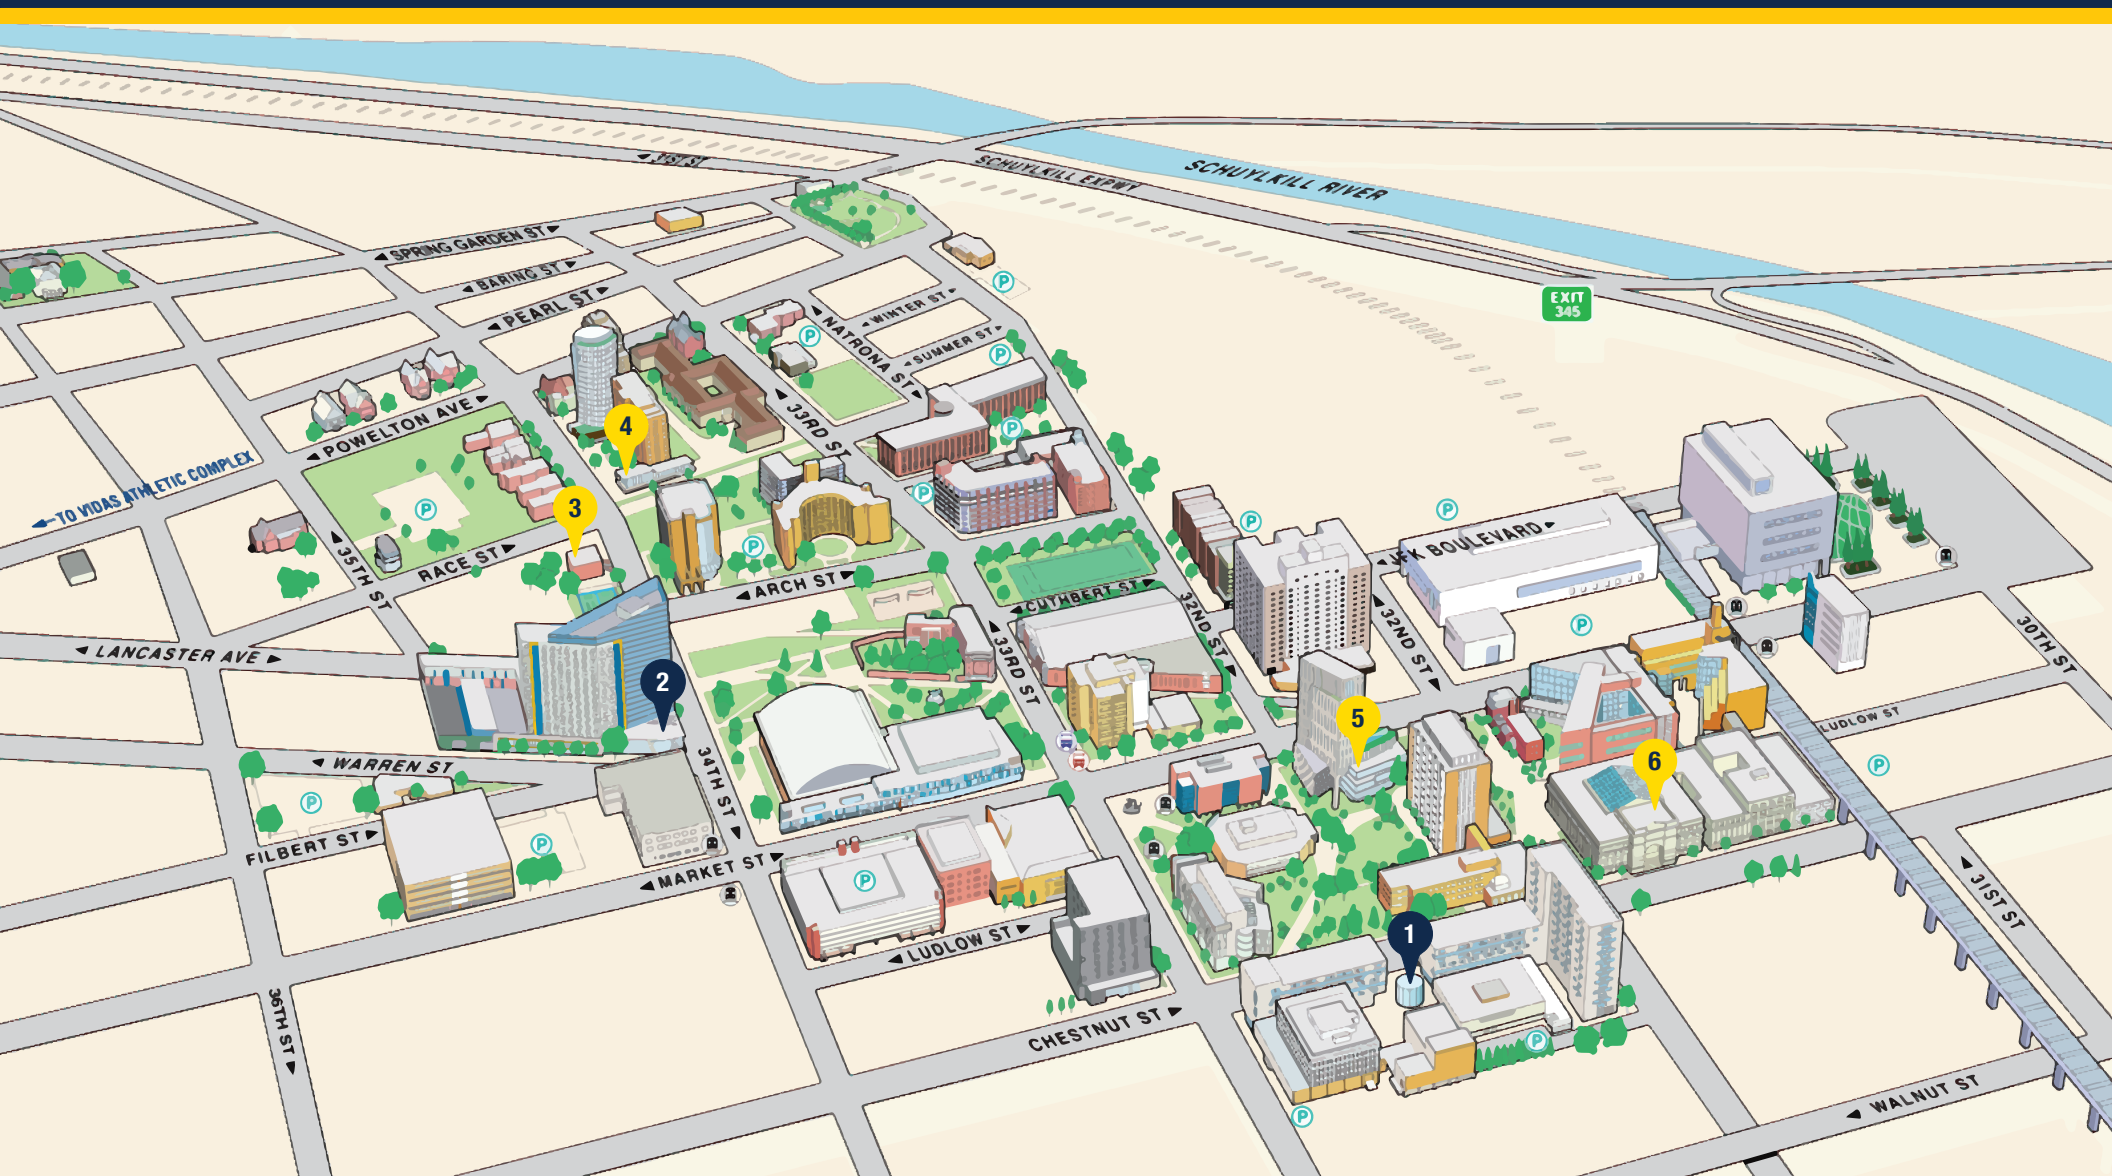 31ST ST
SCHUYLKILL EXPWY
SCHUYLKILL RIVER
SPRING GARDEN ST
BARING ST
PEARL ST
WINTER ST
P
EXIT
345
NATRONA ST
P
SUMMER ST
P
POWELTON AVE
33RD ST
4
P
TO VIDAS ATHLETIC COMPLEX
P
3
P
P
P
P
JFK BOULEVARD
35TH ST
RACE ST
P
ARCH ST
CUTHBERT ST
32ND ST
32ND ST
P
30TH ST
LANCASTER AVE
33RD ST
2
5
LUDLOW ST
WARREN ST
34TH ST
6
P
P
FILBERT ST
P
MARKET ST
P
31ST ST
LUDLOW ST
1
36TH ST
CHESTNUT ST
P
WALNUT ST
P